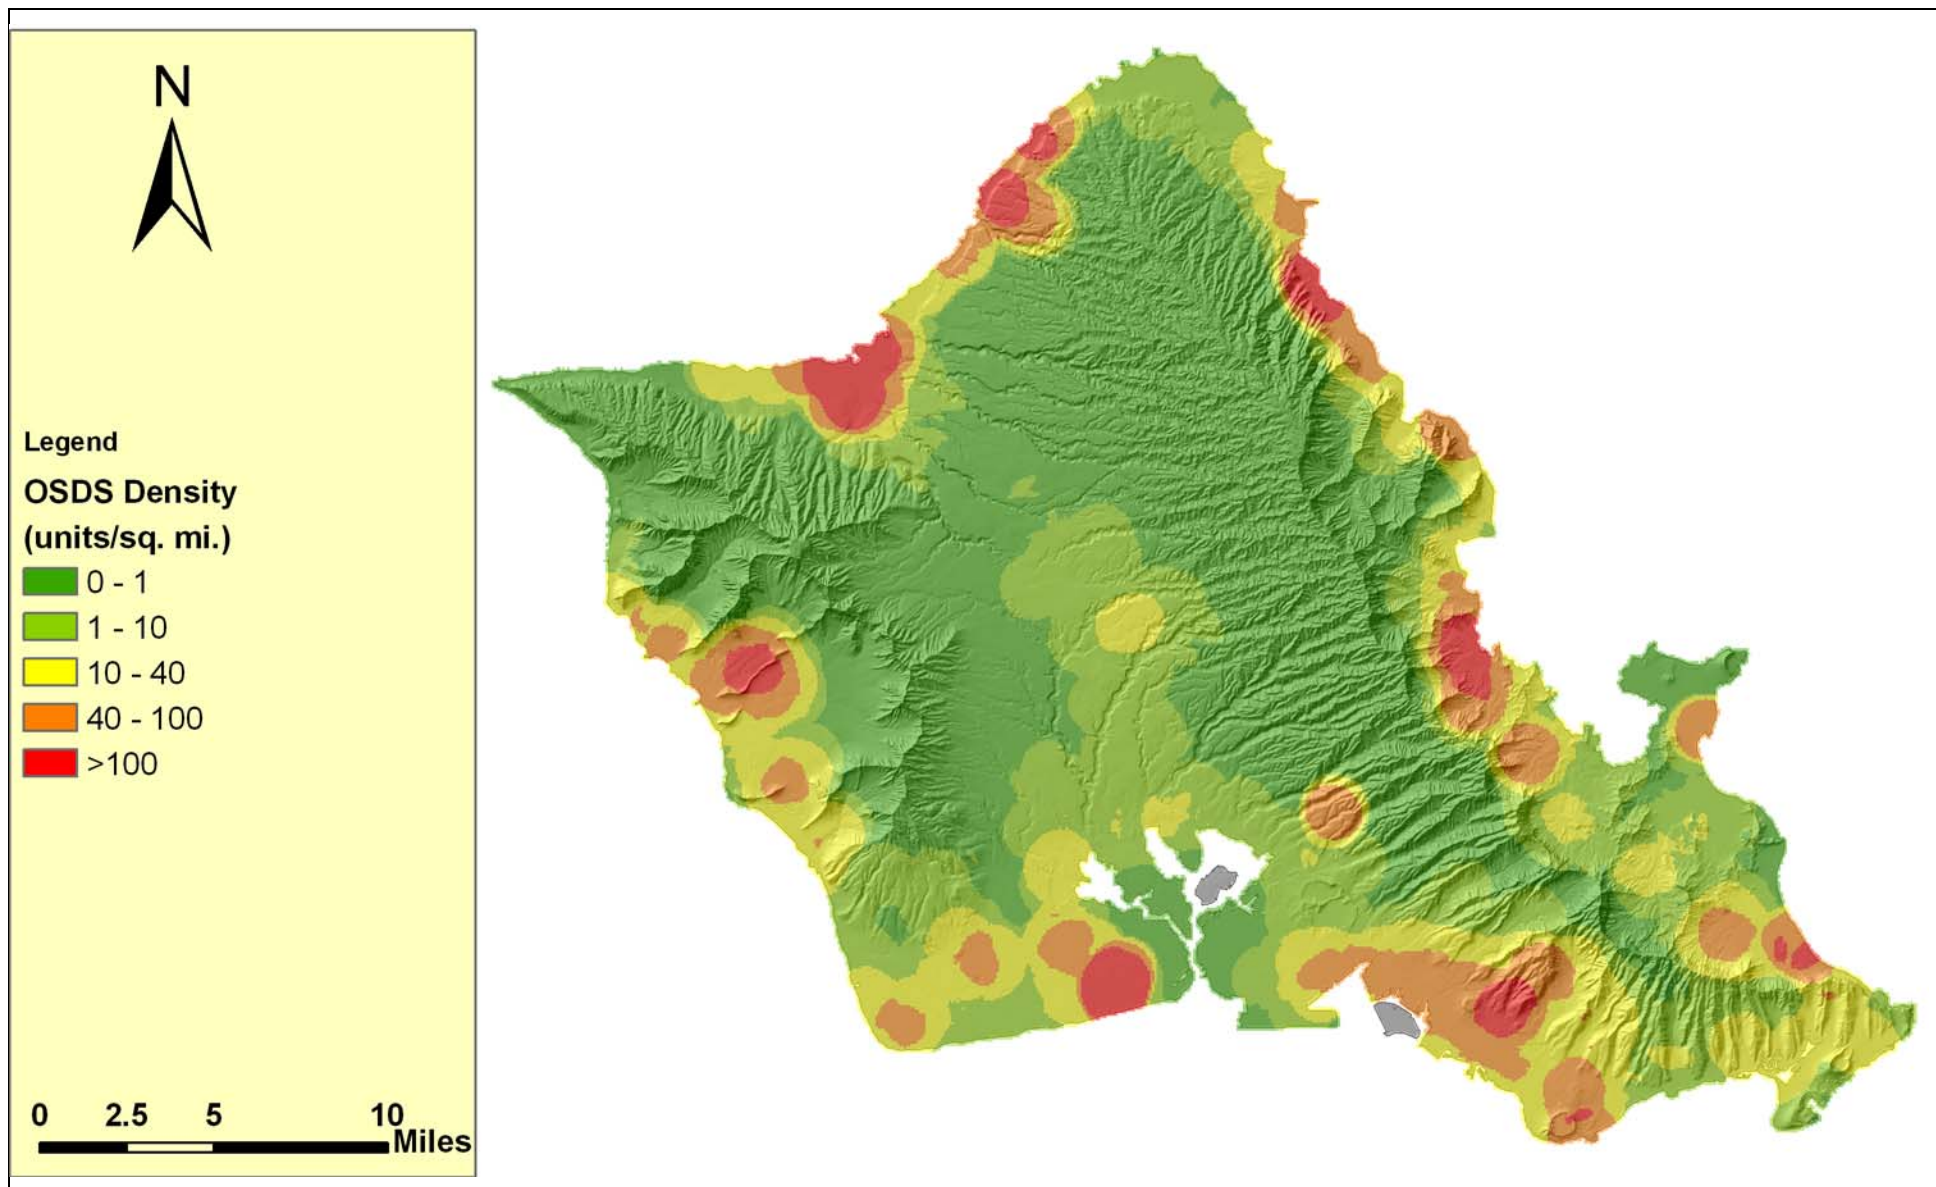 N
Legend
OSDS Density
(units/sq. mi.)
0 - 1
1 - 10
10 - 40
40 - 100
>100
0 2.5 5 10
Miles